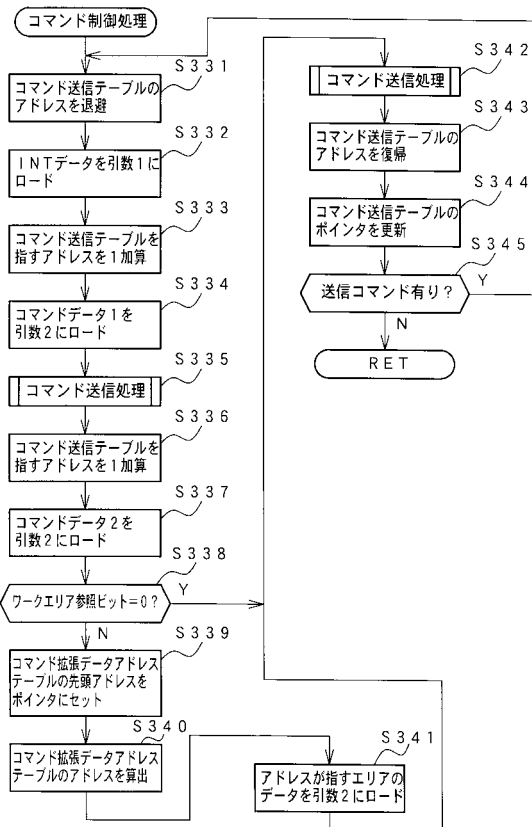 コマンド制御処理
S331
コマンド送信テーブルの
アドレスを退避
S332
INTデータを引数1に
ロード
S333
コマンド送信テーブルを
指すアドレスを1加算
S334
コマンドデータ1を
引数2にロード
S335
コマンド送信処理
S336
コマンド送信テーブルを
指すアドレスを1加算
S337
コマンドデータ2を
引数2にロード
S338
ワークエリア参照ビット=0?
Y
N
S339
コマンド拡張データアドレス
テーブルの先頭アドレスを
ポインタにセット
S340
コマンド拡張データアドレス
テーブルのアドレスを算出
S341
アドレスが指すエリアの
データを引数2にロード
S342
コマンド送信処理
S343
コマンド送信テーブルの
アドレスを復帰
S344
コマンド送信テーブルの
ポインタを更新
S345
送信コマンド有り?
Y
N
RET